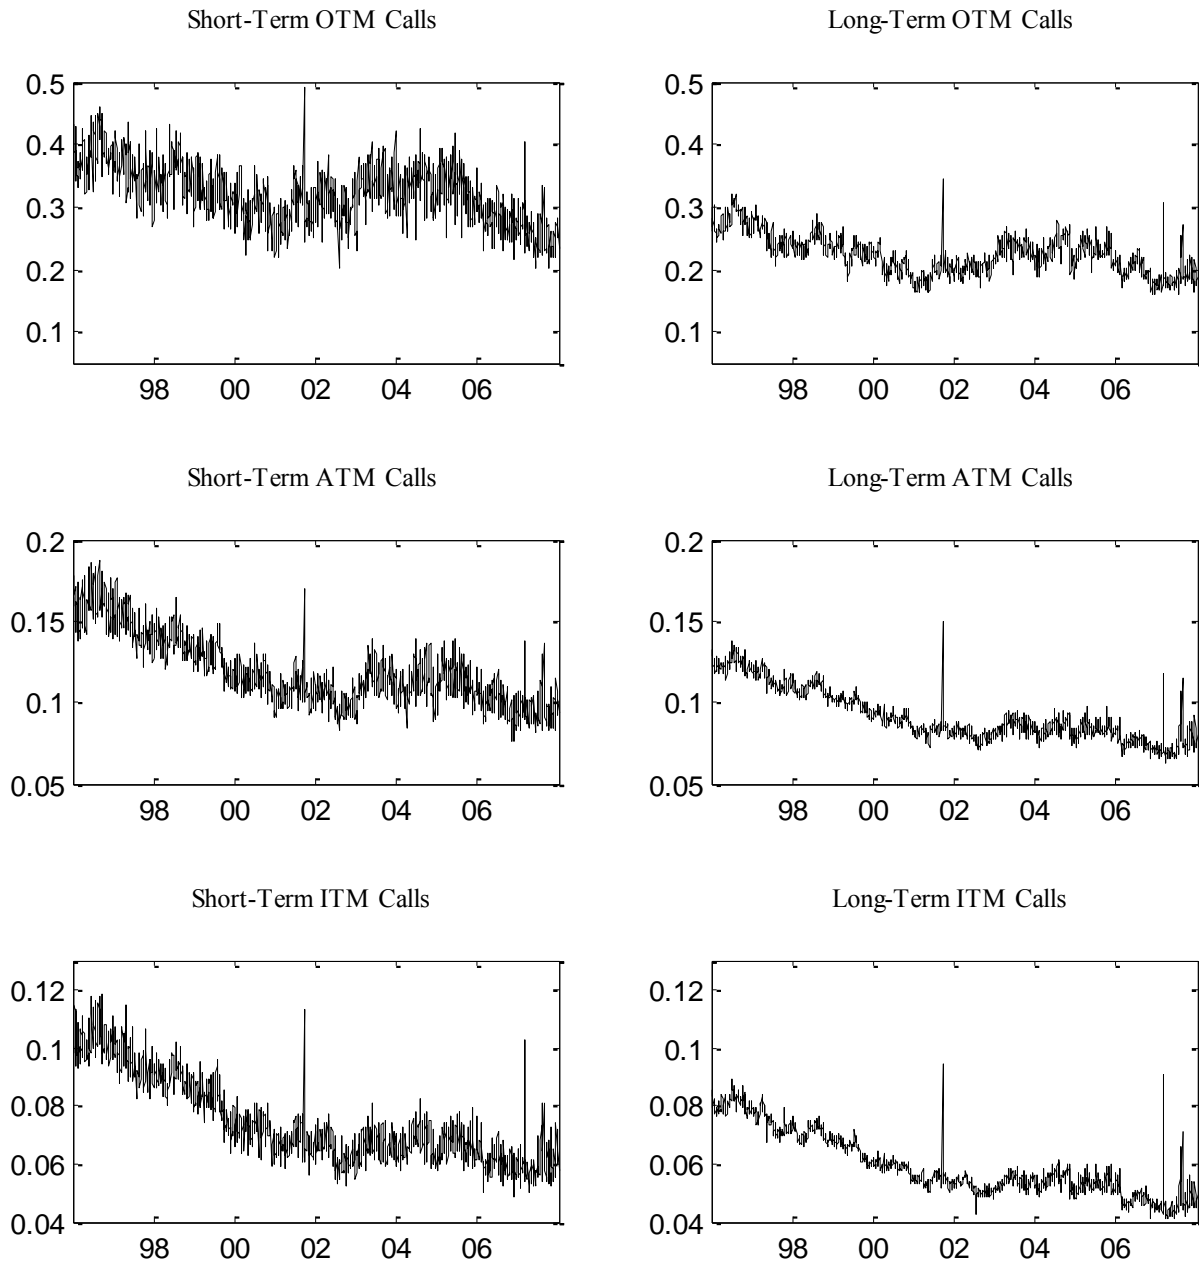 Short-Term OTM Calls
Long-Term OTM Calls
0.5
0.4
0.3
0.2
0.1
98 00 02 04 06
0.5
0.4
0.3
0.2
0.1
98 00 02 04 06
Short-Term ATM Calls
Long-Term ATM Calls
0.2
0.15
0.1
0.05
98 00 02 04 06
0.2
0.15
0.1
0.05
98 00 02 04 06
Short-Term ITM Calls
Long-Term ITM Calls
0.12
0.1
0.08
0.06
0.04
98 00 02 04 06
0.12
0.1
0.08
0.06
0.04
98 00 02 04 06